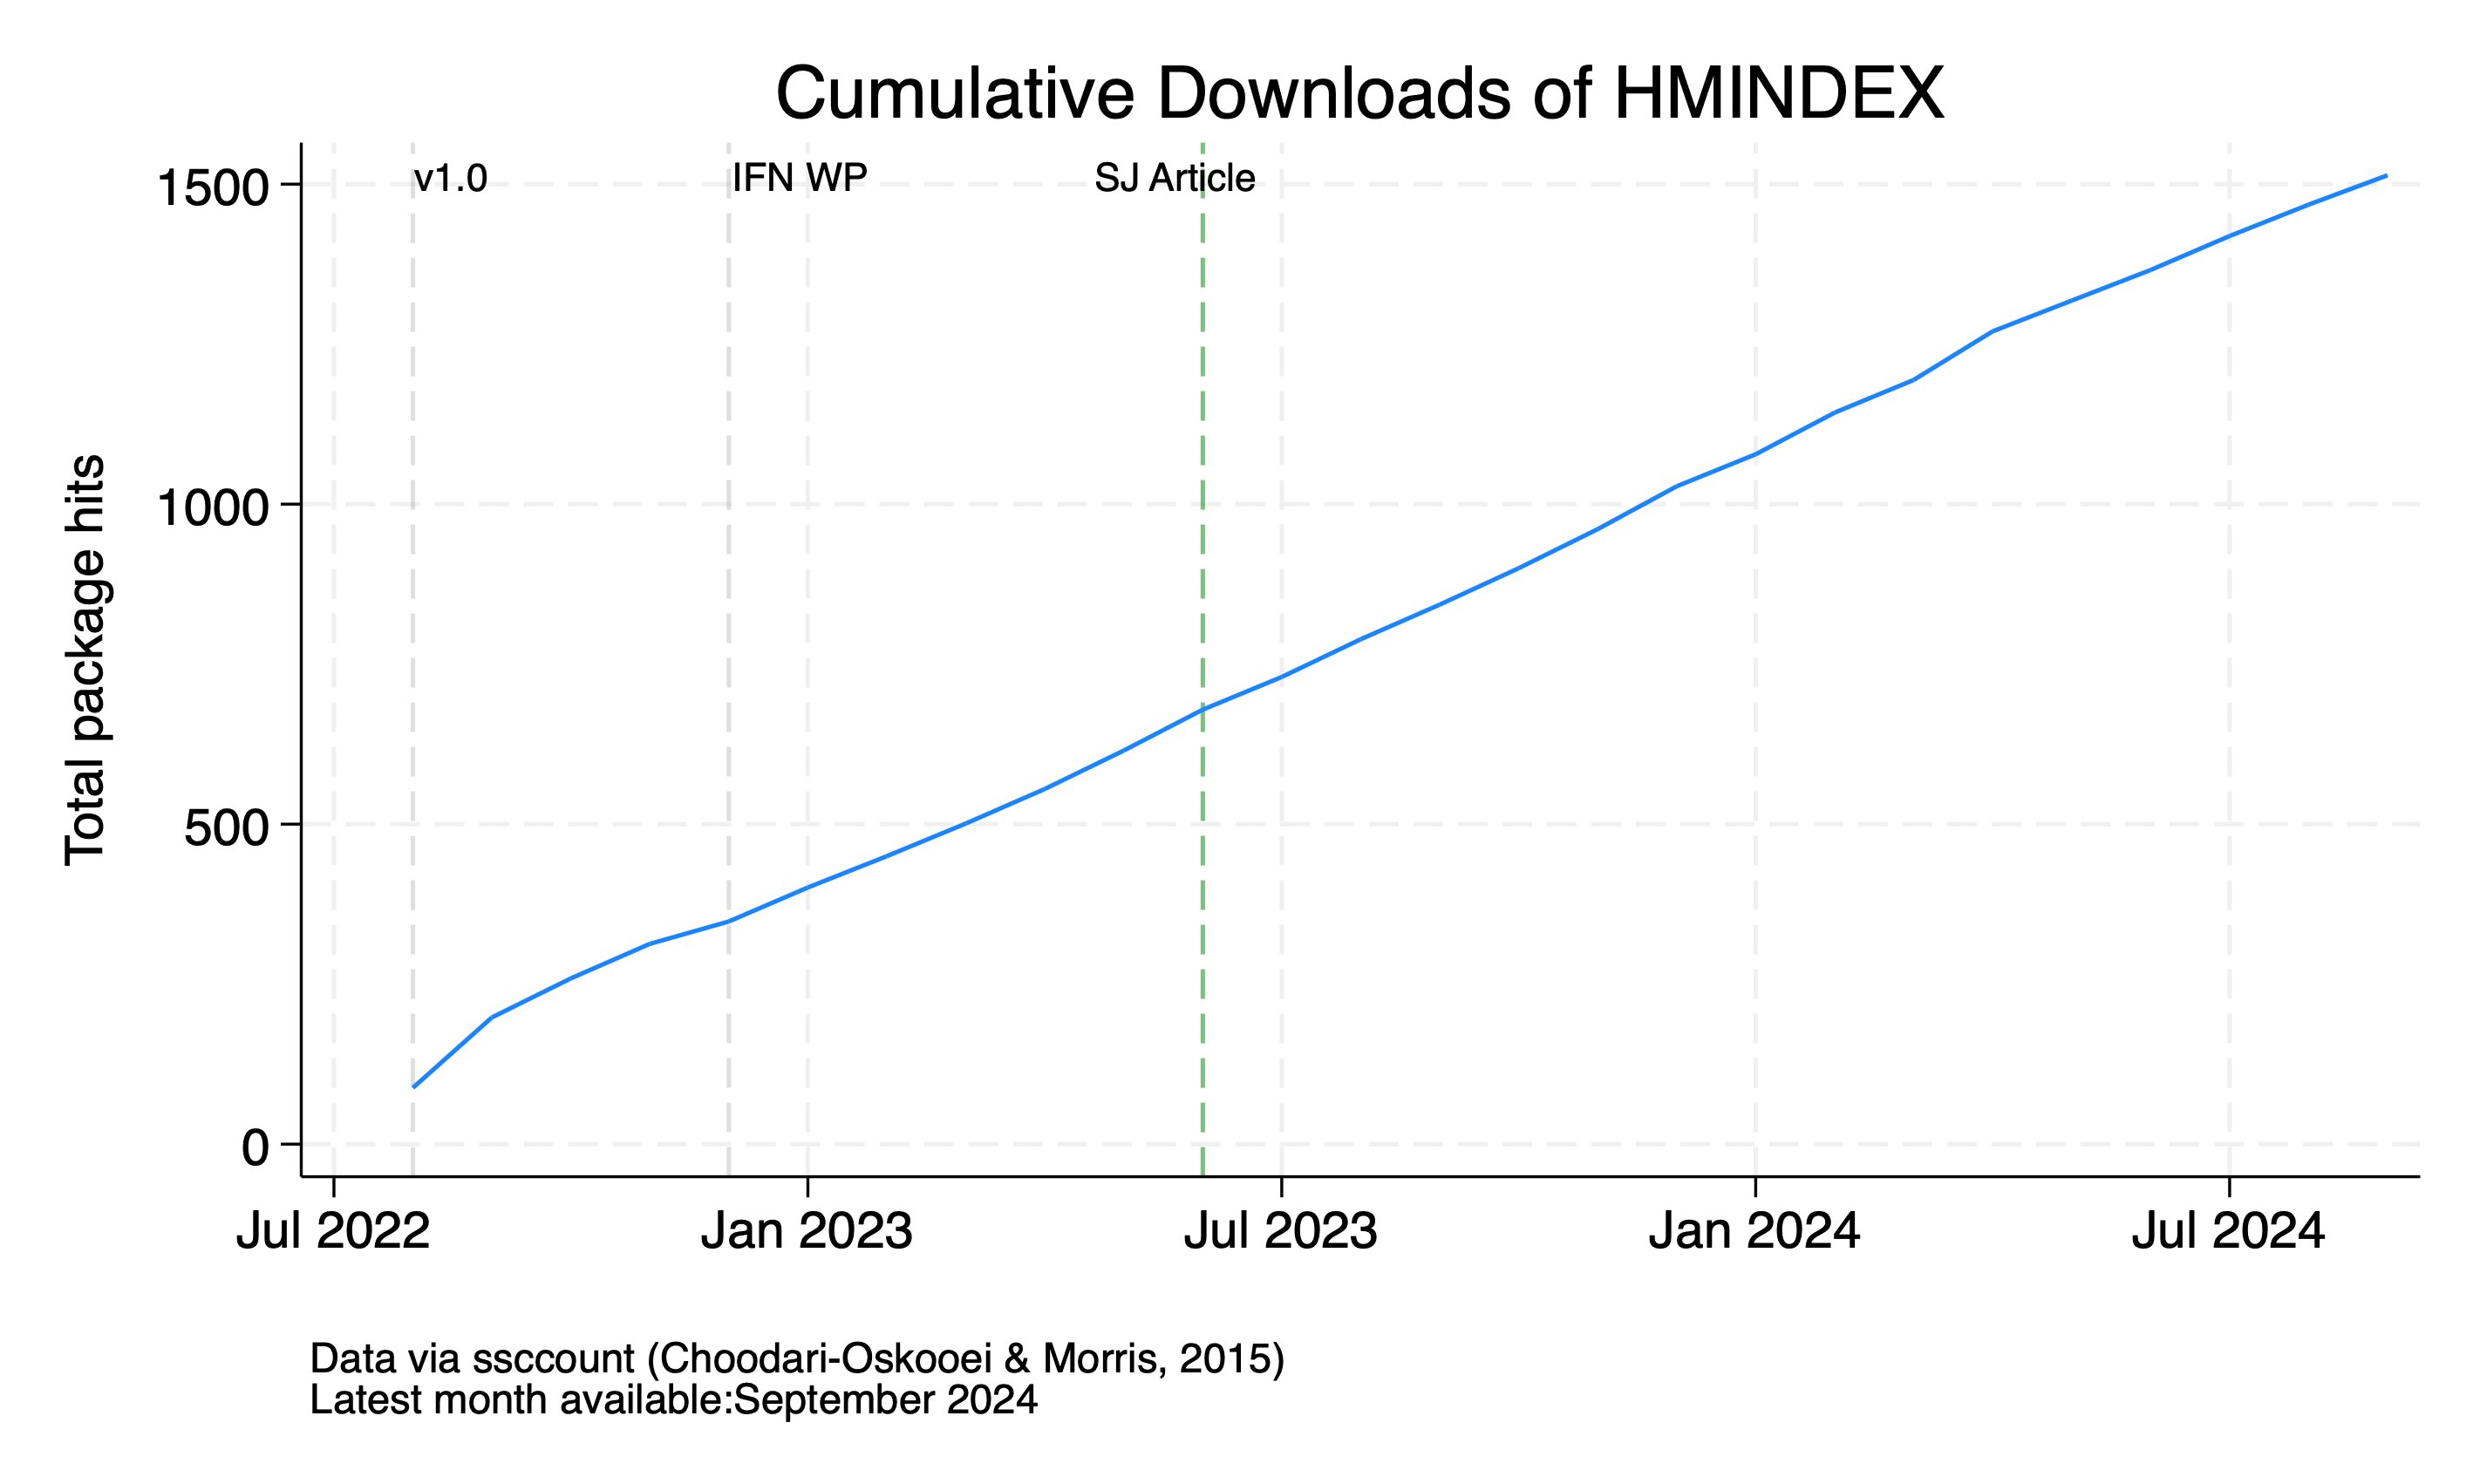 Cumulative Downloads of HMINDEX
v1.0
IFN WP
SJ Article
1500
1000
500
0
Total package hits
Jul 2022
Jan 2023
Jul 2023
Jan 2024
Jul 2024
Data via ssccount (Choodari-Oskooei & Morris, 2015)
Latest month available:September 2024